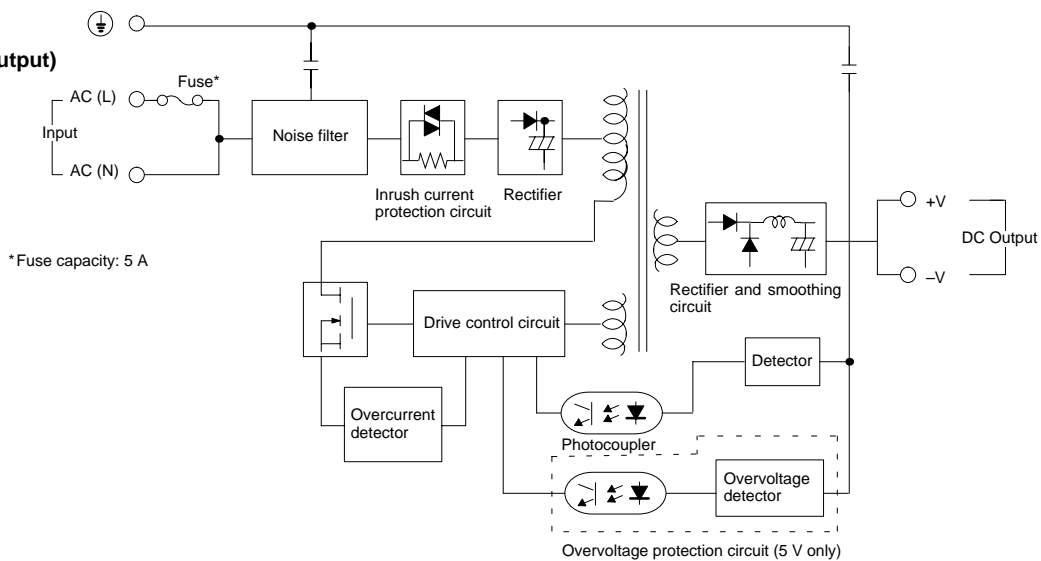 utput)
Fuse*
AC (L)
Input
AC (N)
Noise filter
Inrush current
protection circuit
Rectifier
+V
DC Output
–V
Rectifier and smoothing
circuit
*Fuse capacity: 5 A
Drive control circuit
Detector
Overcurrent
detector
Photocoupler
Overvoltage
detector
Overvoltage protection circuit (5 V only)